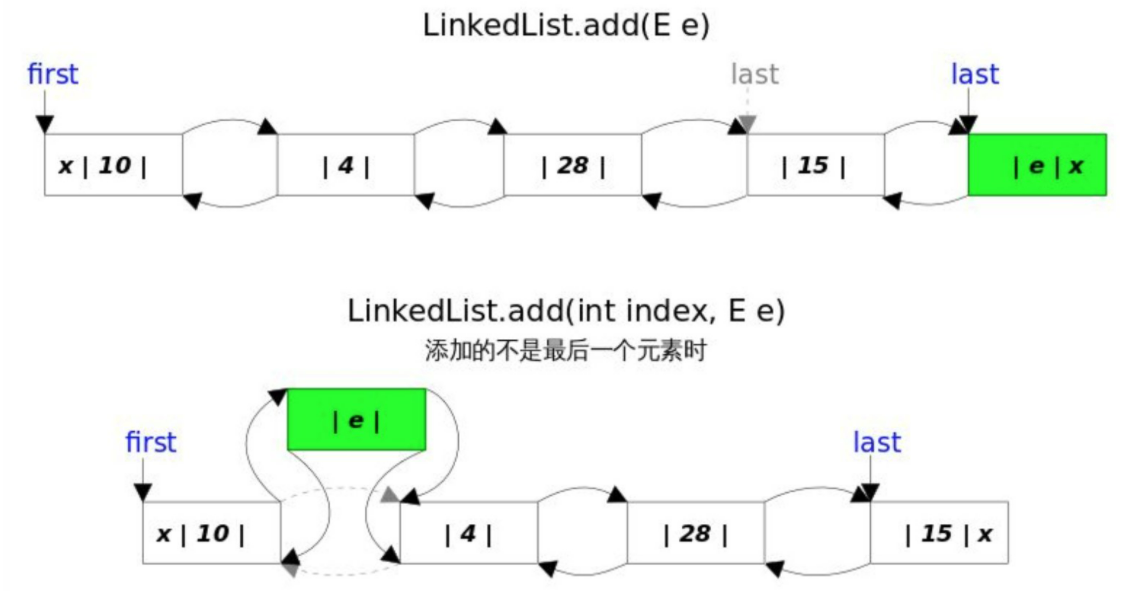 LinkedList.add(E e)
first last last
x | 10 | | 4 | | 28 | | 15 | | e | x
LinkedList.add(int index, E e)
添加的不是最后一个元素时
| e |
first last
x | 10 | | 4 | | 28 | | 15 | x